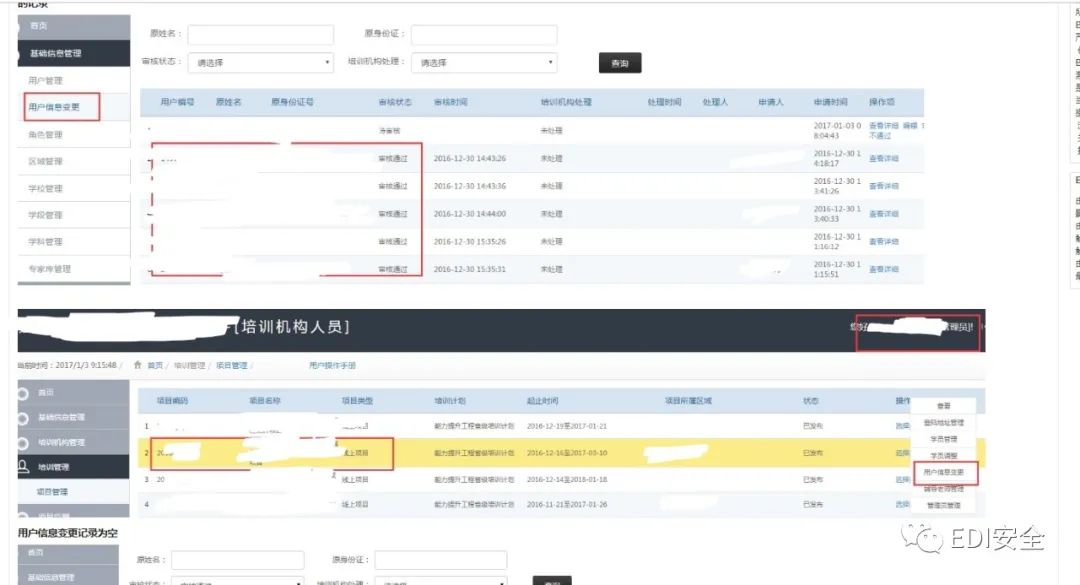 的记录
首页
原姓名：
原身份证：
基础信息管理
审核状态： 请选择
培训机构处理： 请选择
查询
用户管理
用户信息变更
用户编号 原姓名 原身份证号 审核状态 审核时间 培训机构处理 处理时间 处理人 申请人 申请时间 操作项
角色管理
待审核 未处理 2017-01-03 08:04:43 查看详细 编辑 不通过
区域管理
审核通过 2016-12-30 14:43:26 未处理 2016-12-30 14:18:17 查看详细
学校管理
审核通过 2016-12-30 14:43:36 未处理 2016-12-30 13:41:26 查看详细
学段管理
审核通过 2016-12-30 14:44:00 未处理 2016-12-30 13:40:33 查看详细
学科管理
审核通过 2016-12-30 15:35:26 未处理 2016-12-30 11:16:12 查看详细
专家库管理
审核通过 2016-12-30 15:35:31 未处理 2016-12-30 11:15:51 查看详细
[培训机构人员]
您好
管理员]!
当前时间：2017/1/3 9:15:48 / 首页 / 培训管理 / 项目管理 / 用户操作手册
首页
基础信息管理
培训机构管理
培训管理
项目管理
项目编码 项目名称 项目类型 培训计划 起止时间 项目所属区域 状态 操作
1 能力提升工程省级培训计划 2016-12-19至2017-01-21 已发布 选择
2 20 线上项目 能力提升工程省级培训计划 2016-12-16至2017-03-10 已发布 选择
3 20 线上项目 能力提升工程省级培训计划 2016-12-14至2018-01-18 已发布 选择
4 线上项目 能力提升工程省级培训计划 2016-11-21至2017-01-26 已发布 选择
查看
登陆地址管理
学员管理
学员调整
用户信息变更
辅导老师管理
管理员管理
用户信息变更记录为空
EDI安全
首页
原姓名：
原身份证：
基础信息管理